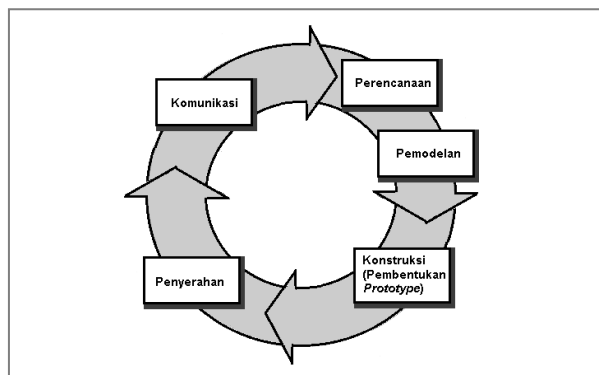 Komunikasi
Perencanaan
Pemodelan
Konstruksi
(Pembentukan
Prototype)
Penyerahan